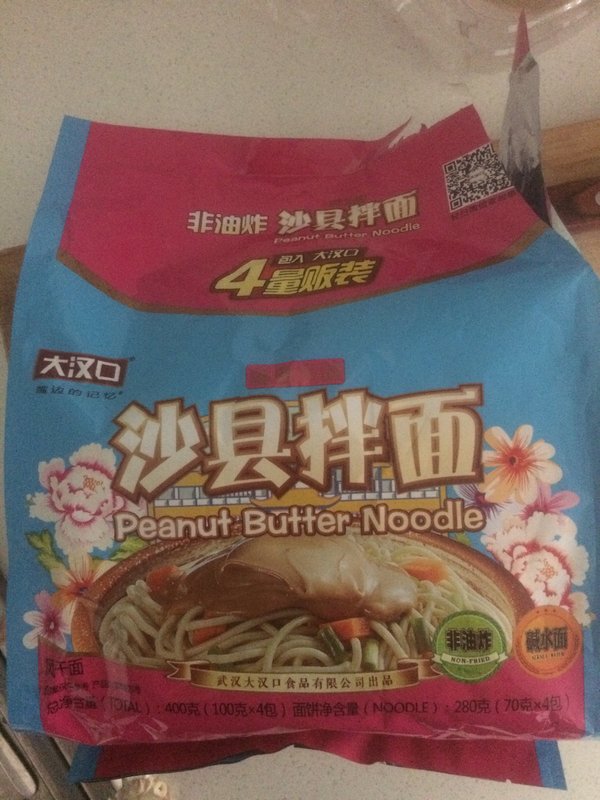 非油炸 沙县拌面
Peanut Butter Noodle
包入 大汉口
4量贩装
大汉口
的记忆
沙县拌面
Peanut Butter Noodle
非油炸
NON-FRIED
碱水面
武汉大汉口食品有限公司出品
风干面
总净含量(TOTAL):400克(100克×4包) 面饼净含量(NOODLE):280克(70克×4包)